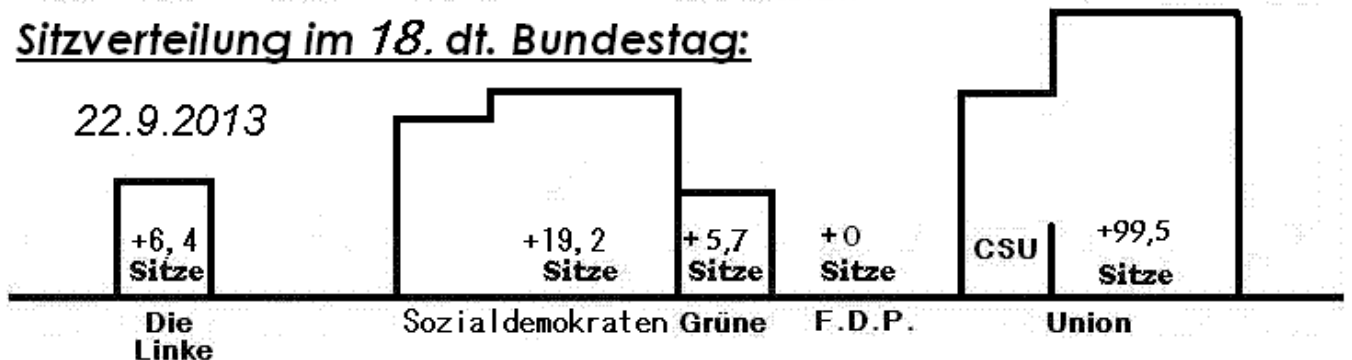 Sitzverteilung im 18. dt. Bundestag:
22.9.2013
+6,4
Sitze
+19,2
Sitze
+5,7
Sitze
+0
Sitze
CSU
+99,5
Sitze
Die
Linke
Sozialdemokraten
Grüne
F.D.P.
Union